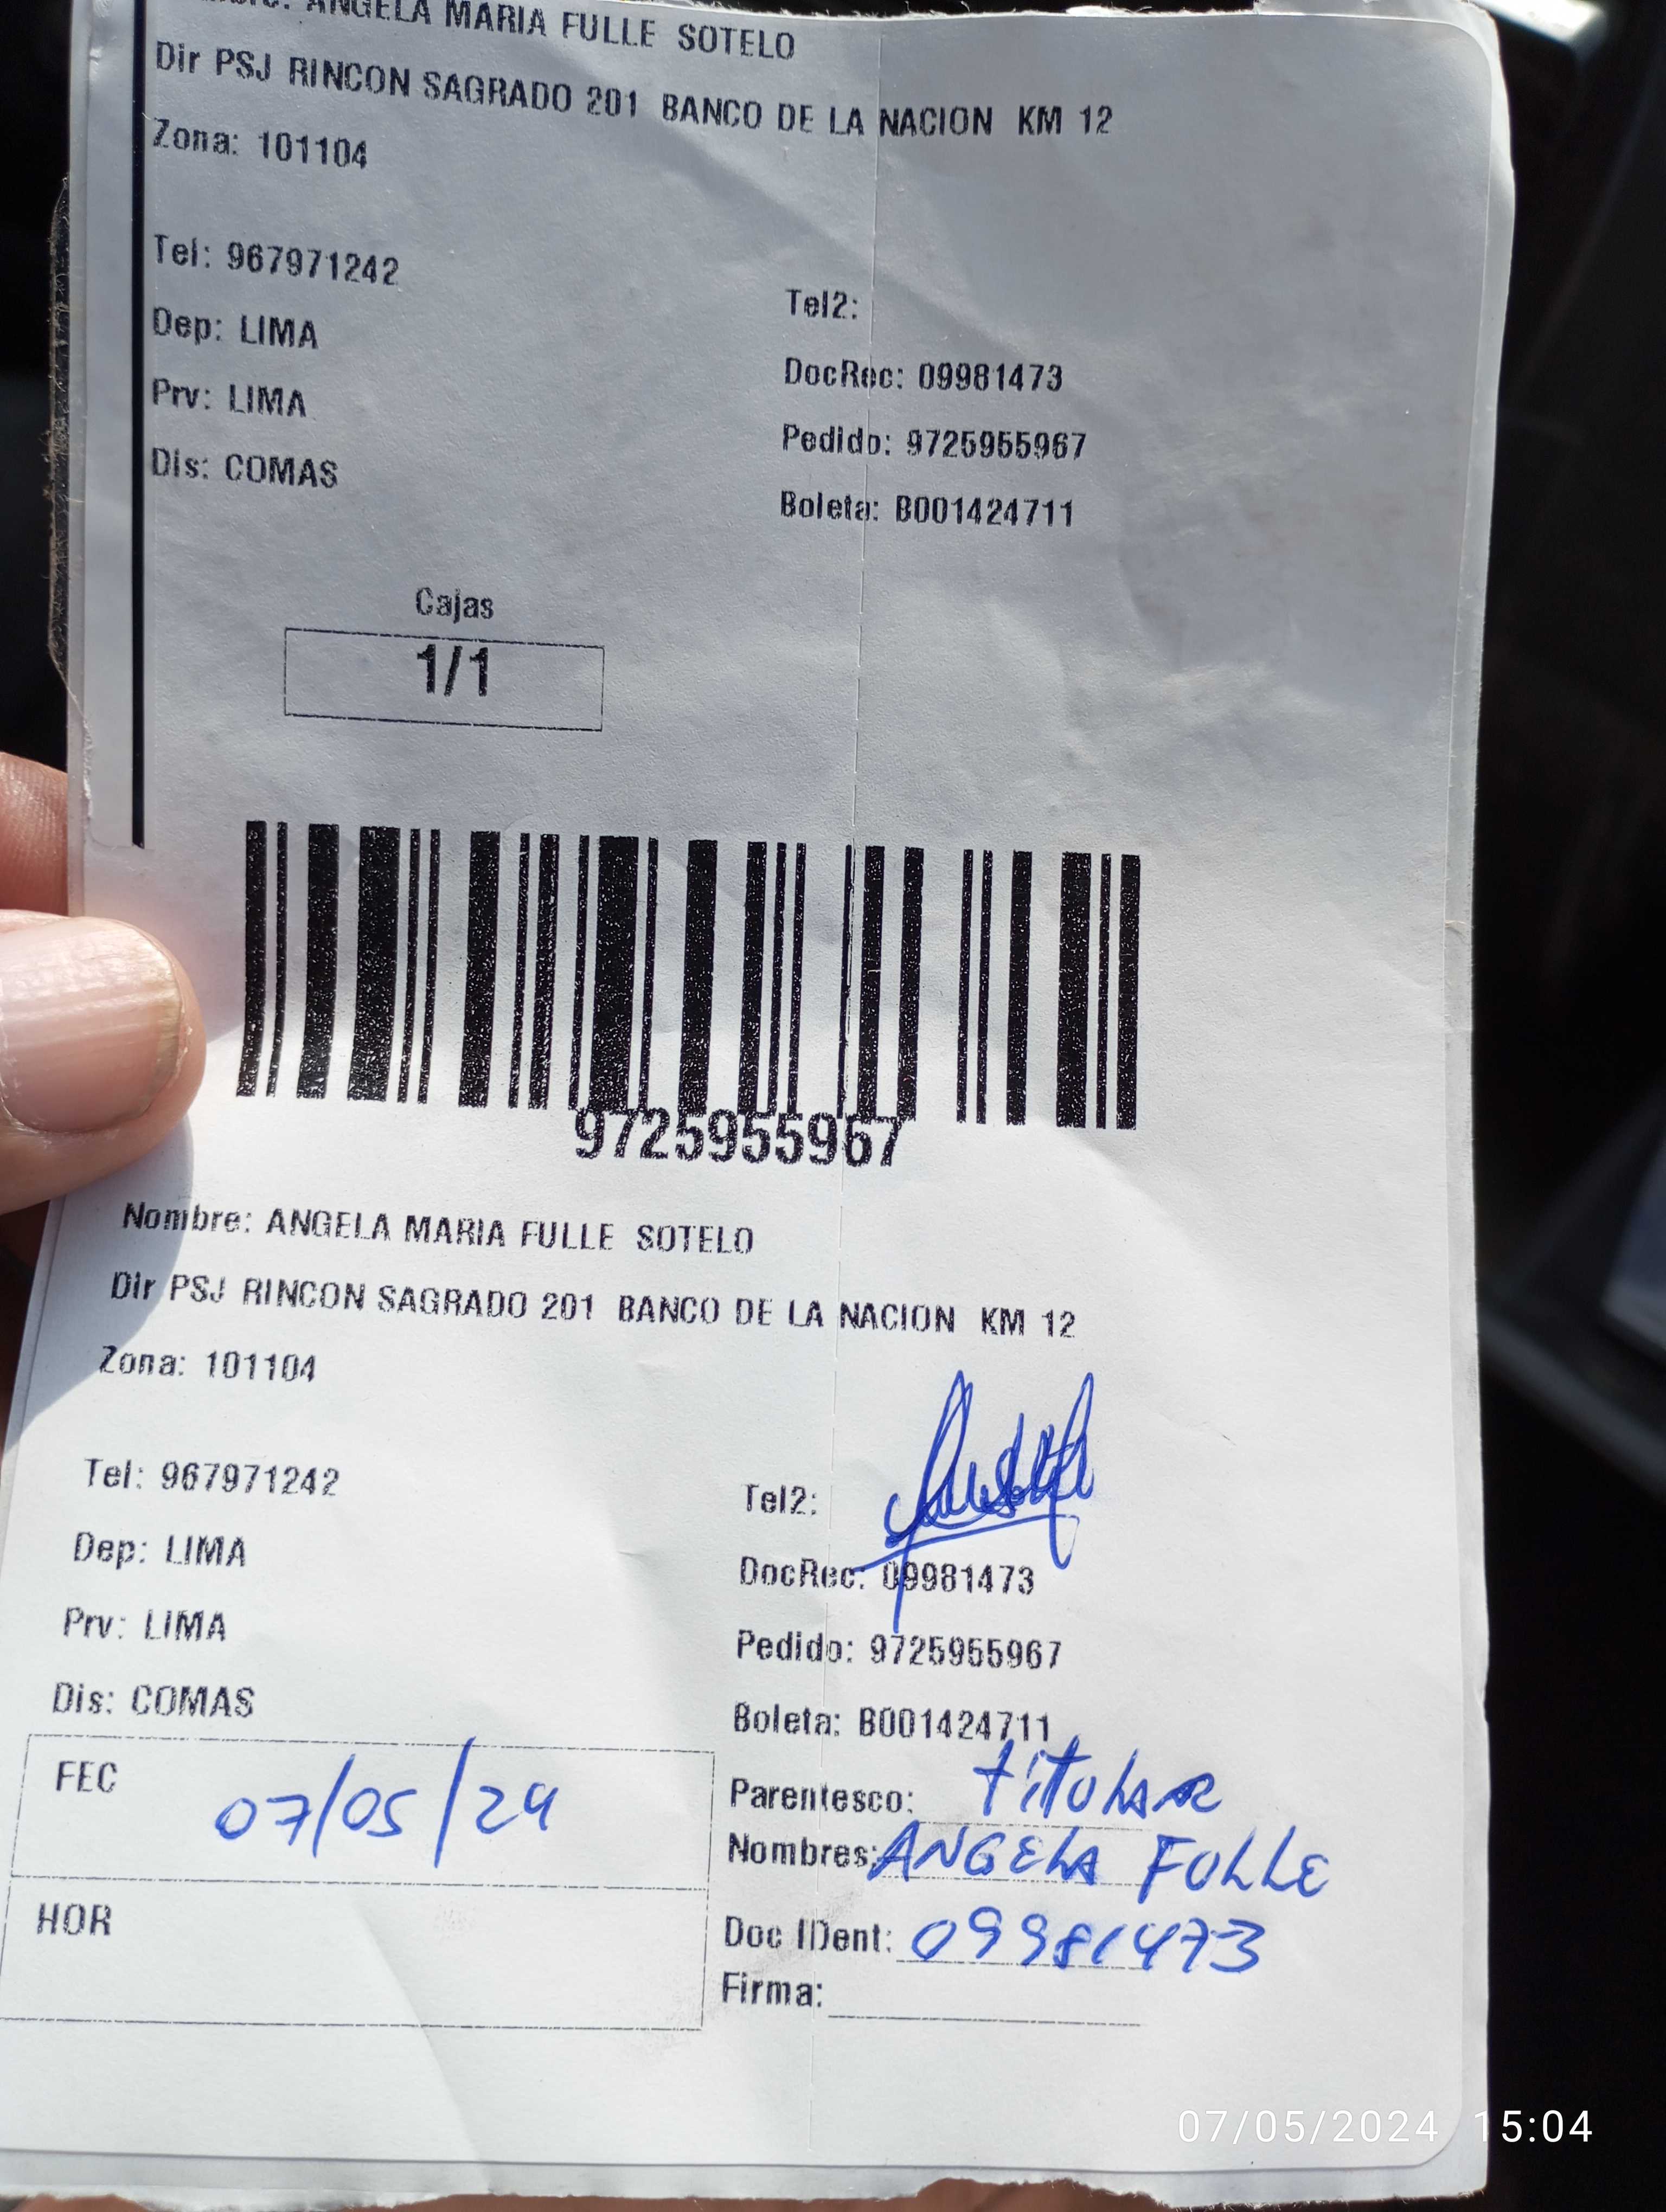 ANGELA MARIA FULLE SOTELO
Dir PSJ RINCON SAGRADO 201 BANCO DE LA NACION KM 12
Zona: 101104
Tel: 967971242
Tel2:
Dep: LIMA
DocRec: 09981473
Prv: LIMA
Pedido: 9725955967
Dis: COMAS
Boleta: B001424711
Cajas
1/1
9725955967
Nombre: ANGELA MARIA FULLE SOTELO
Dir PSJ RINCON SAGRADO 201 BANCO DE LA NACION KM 12
Zona: 101104
Tel: 967971242
Tel2:
Dep: LIMA
DocRec: 09981473
Prv: LIMA
Pedido: 9725955967
Dis: COMAS
Boleta: B001424711
FEC 07/05/24
Parentesco: titular
Nombres: ANGELA FULLE
HOR
Doc IDent: 09981473
Firma:
07/05/2024 15:04